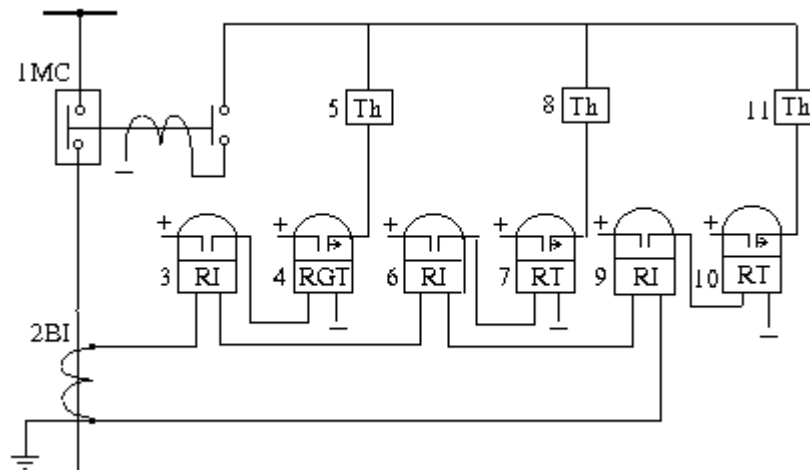 1MC
5 Th
8 Th
11 Th
+ + + + + +
3 RI
4 RGT
6 RI
7 RT
9 RI
10 RT
2BI